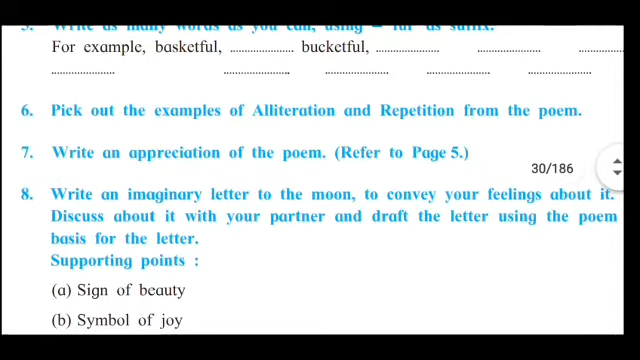 5. Write as many words as you can, using – 'ful' as suffix.
For example, basketful, ..................... bucketful, ..................... ..................... ...............
..................... ..................... ..................... ..................... .....................
6. Pick out the examples of Alliteration and Repetition from the poem.
7. Write an appreciation of the poem. (Refer to Page 5.)
30/186
8. Write an imaginary letter to the moon, to convey your feelings about it.
Discuss about it with your partner and draft the letter using the poem
basis for the letter.
Supporting points :
(a) Sign of beauty
(b) Symbol of joy